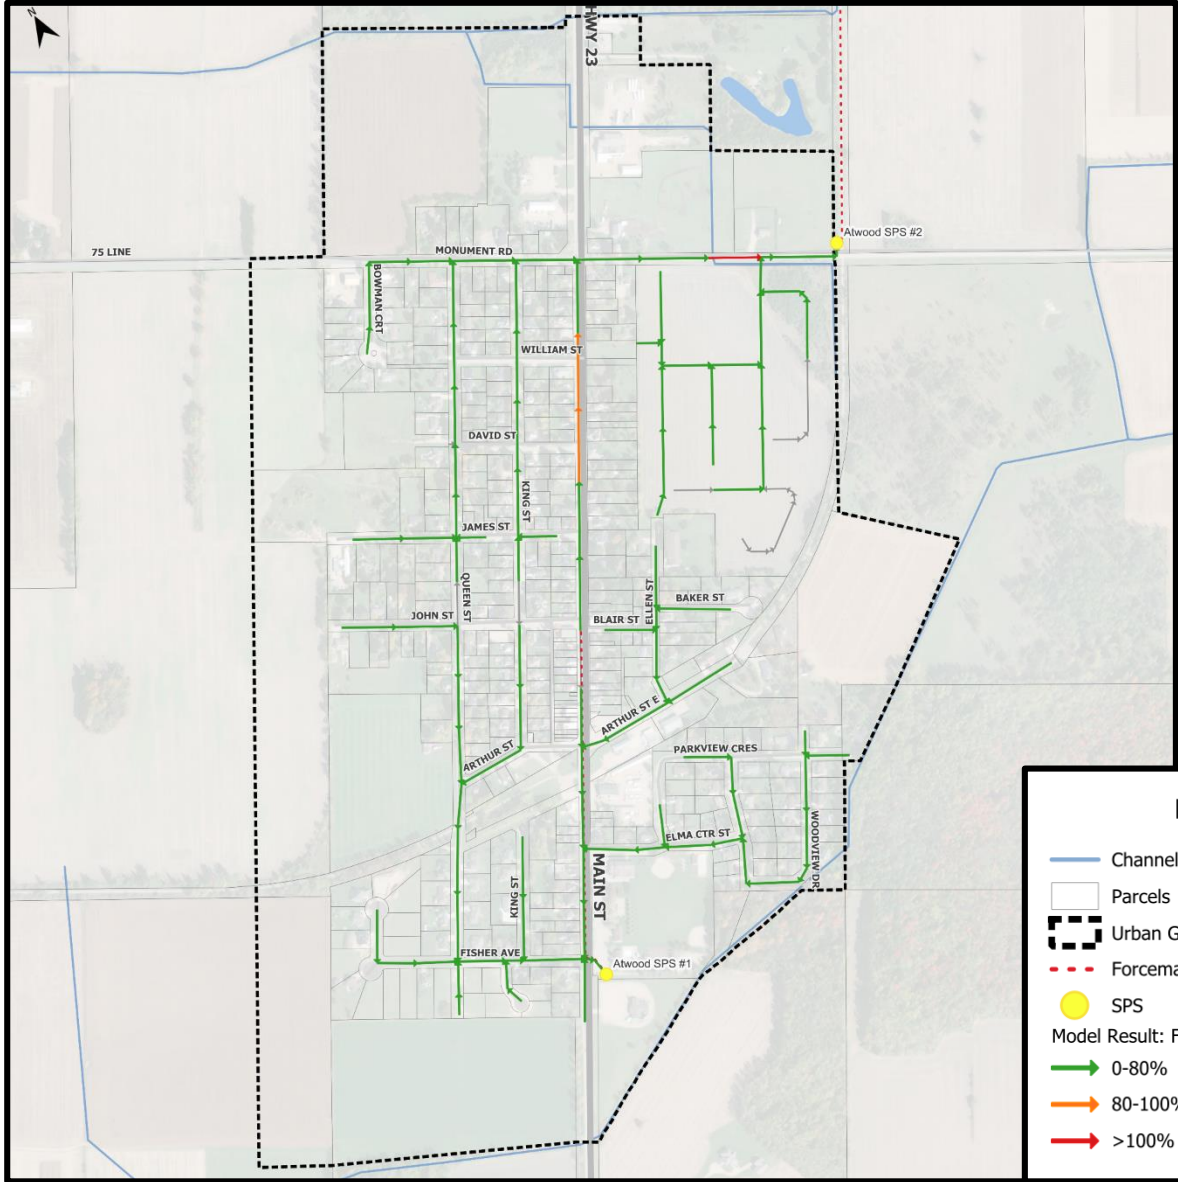 N
HWY 23
Atwood SPS #2
75 LINE
MONUMENT RD
BOWMAN CRT
WILLIAM ST
DAVID ST
KING ST
JAMES ST
QUEEN ST
ELLEN ST
BAKER ST
JOHN ST
BLAIR ST
ARTHUR ST E
ARTHUR ST
PARKVIEW CRES
WOODVIEW DR
ELMA CTR ST
MAIN ST
KING ST
FISHER AVE
Atwood SPS #1
Channel
Parcels
Urban G
Forcema
SPS
Model Result: F
0-80%
80-100%
>100%